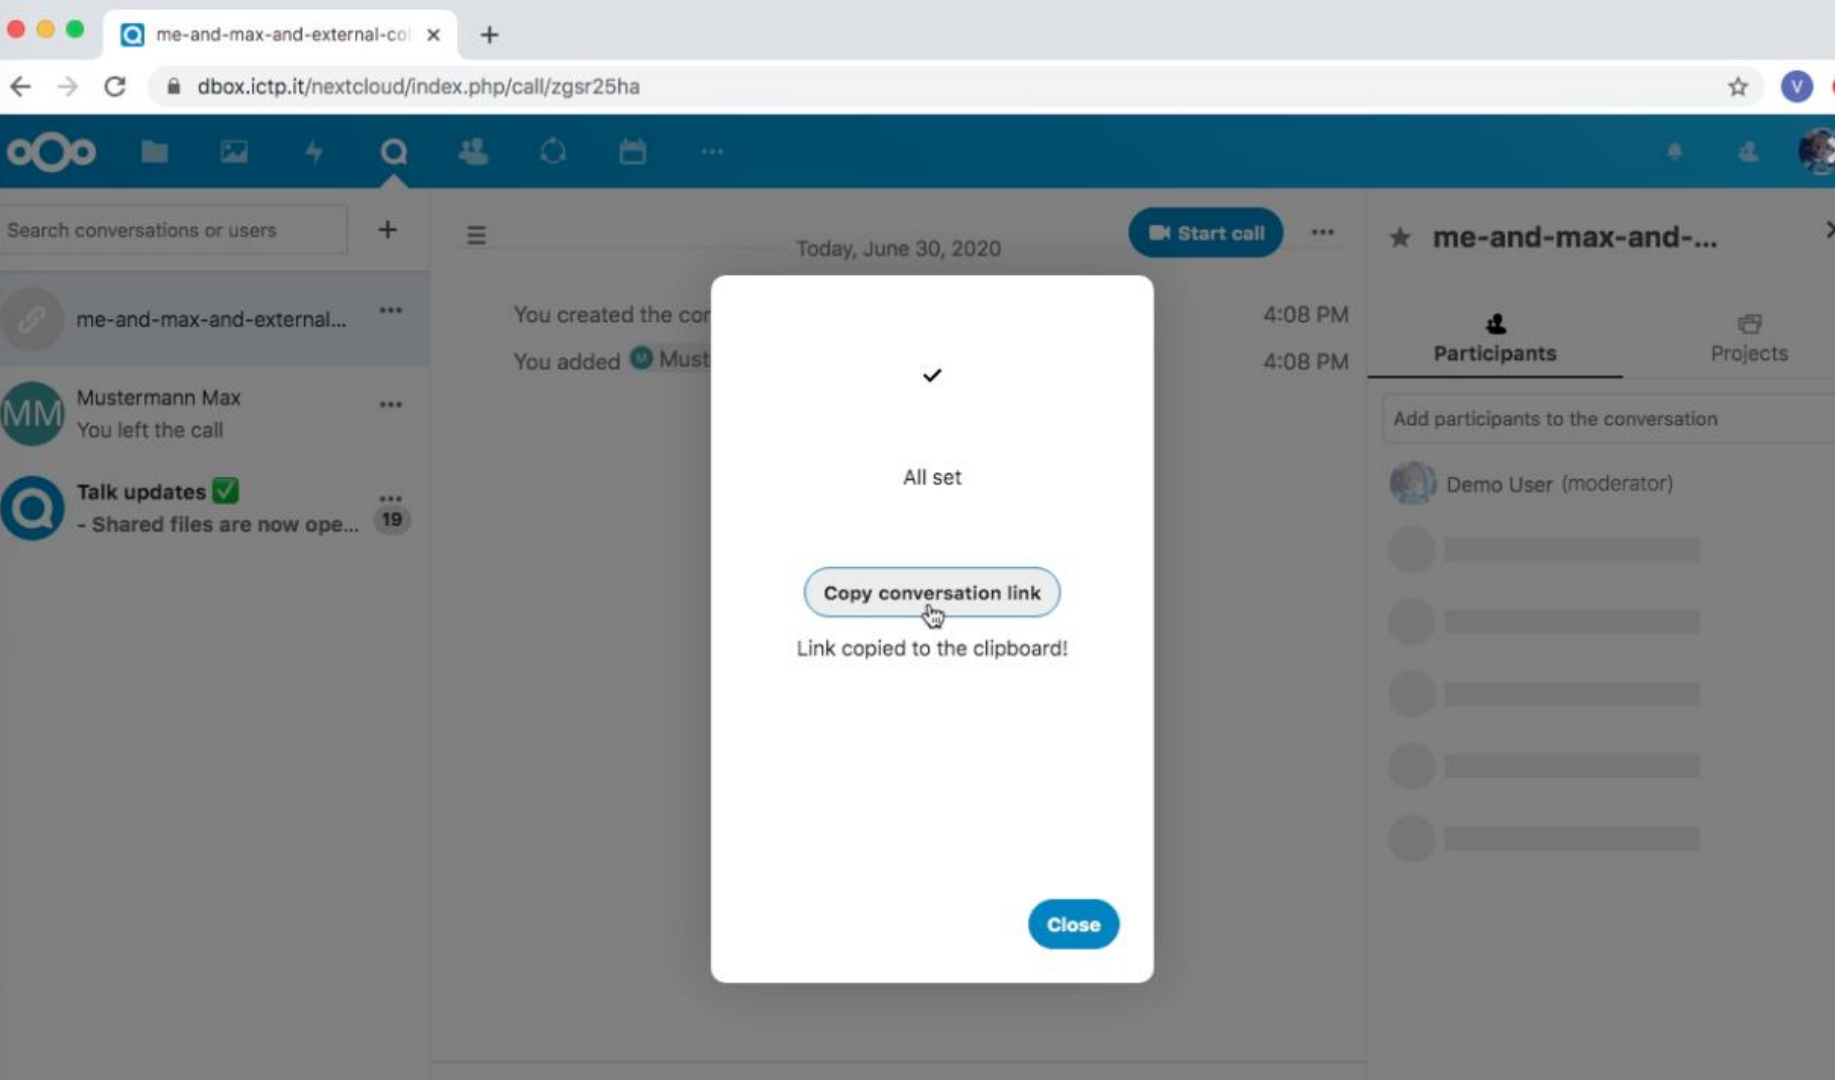 me-and-max-and-external-col
dbox.ictp.it/nextcloud/index.php/call/zgsr25ha
V
Search conversations or users
Today, June 30, 2020
Start call
me-and-max-and-...
me-and-max-and-external...
You created the cor
4:08 PM
Participants
Projects
You added M Must
4:08 PM
MM
Mustermann Max
You left the call
Add participants to the conversation
All set
Talk updates ✅
- Shared files are now ope...
19
Demo User (moderator)
Copy conversation link
Link copied to the clipboard!
Close